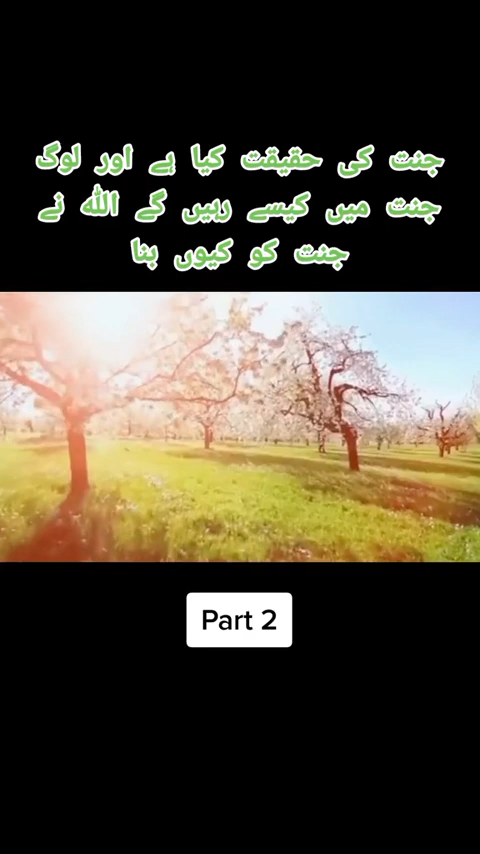 جنت کی حقیقت کیا ہے اور لوگ
جنت میں کیسے رہیں گے اللہ نے
جنت کو کیوں بنا
Part 2